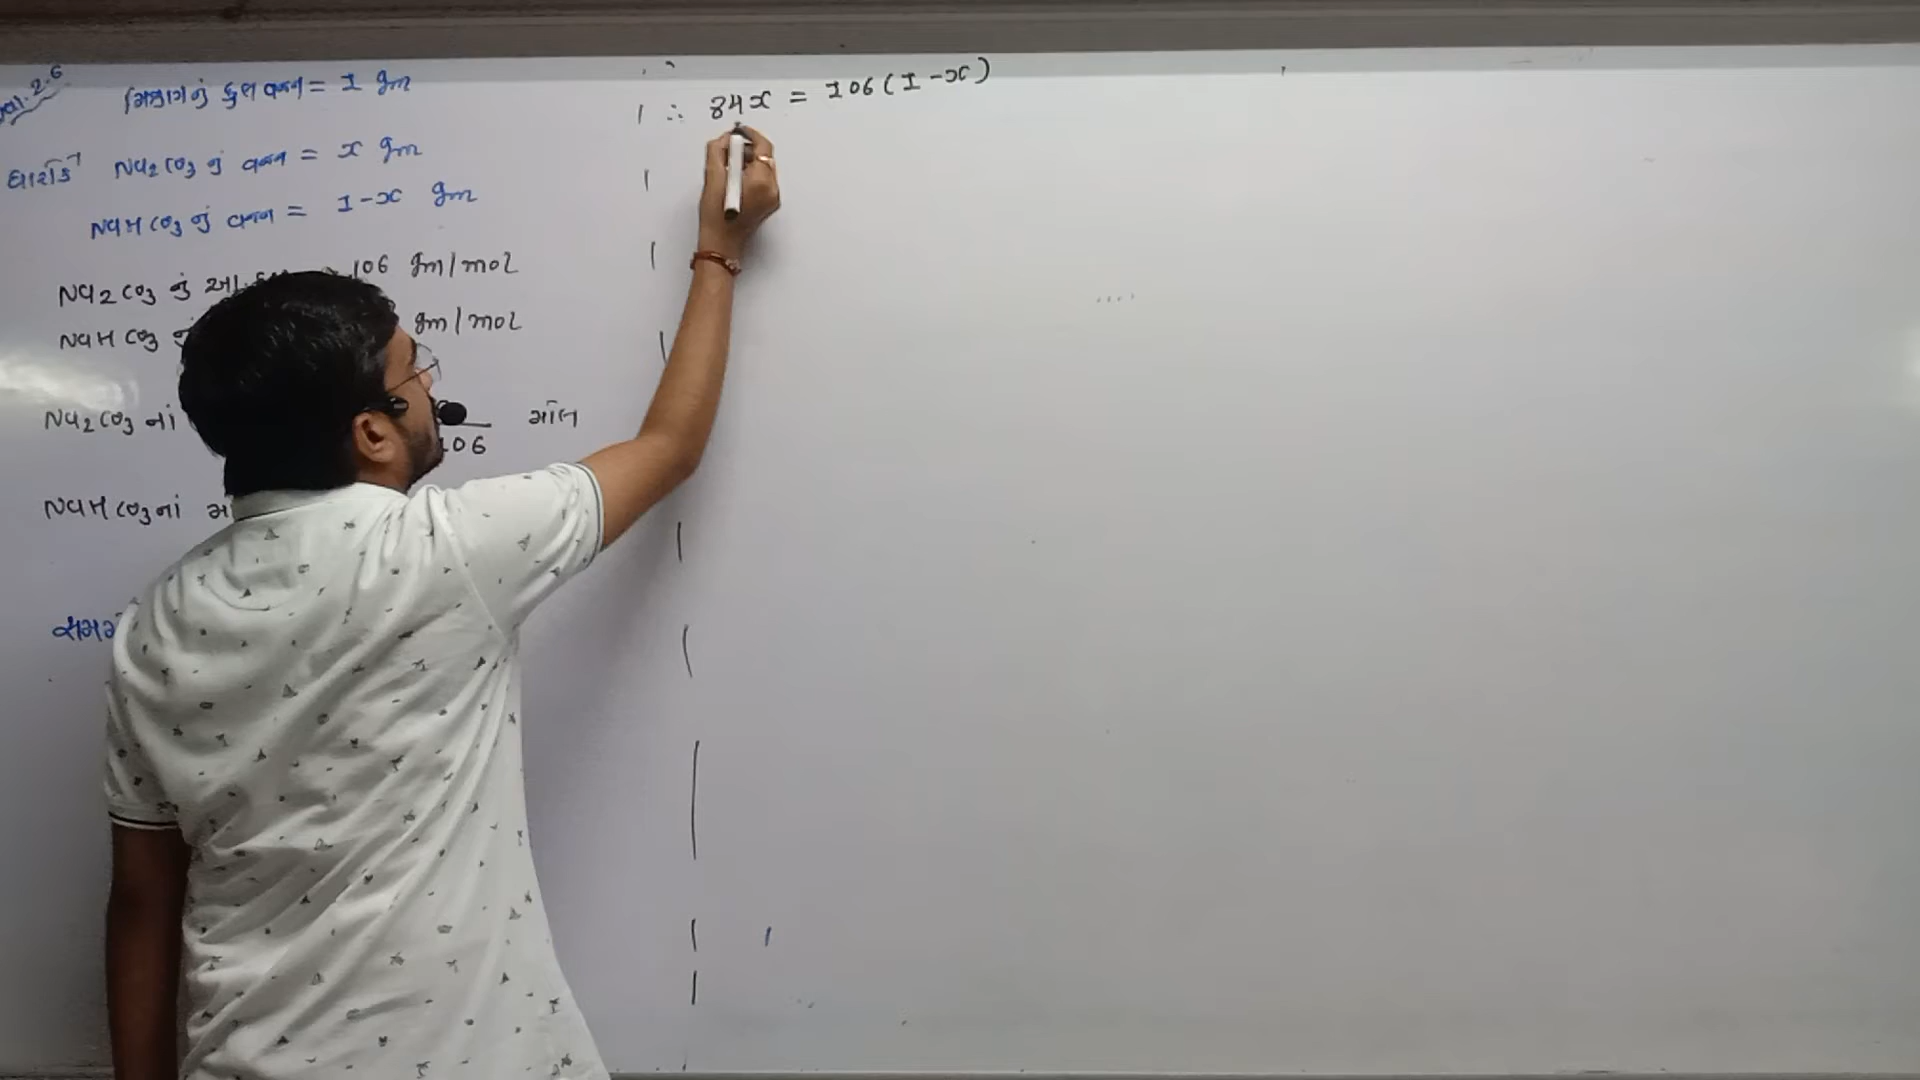 2.6
મિશ્રણનું કુલ વજન = 1 gm
ધારોકે Na2CO3 નું વજન = x gm
NaHCO3 નું વજન = 1-x gm
Na2CO3 નું 106 gm/mol
NaHCO3 gm/mol
Na2CO3 નાં 106 મોલ
NaHCO3નાં
∴ 84x = 106(1-x)